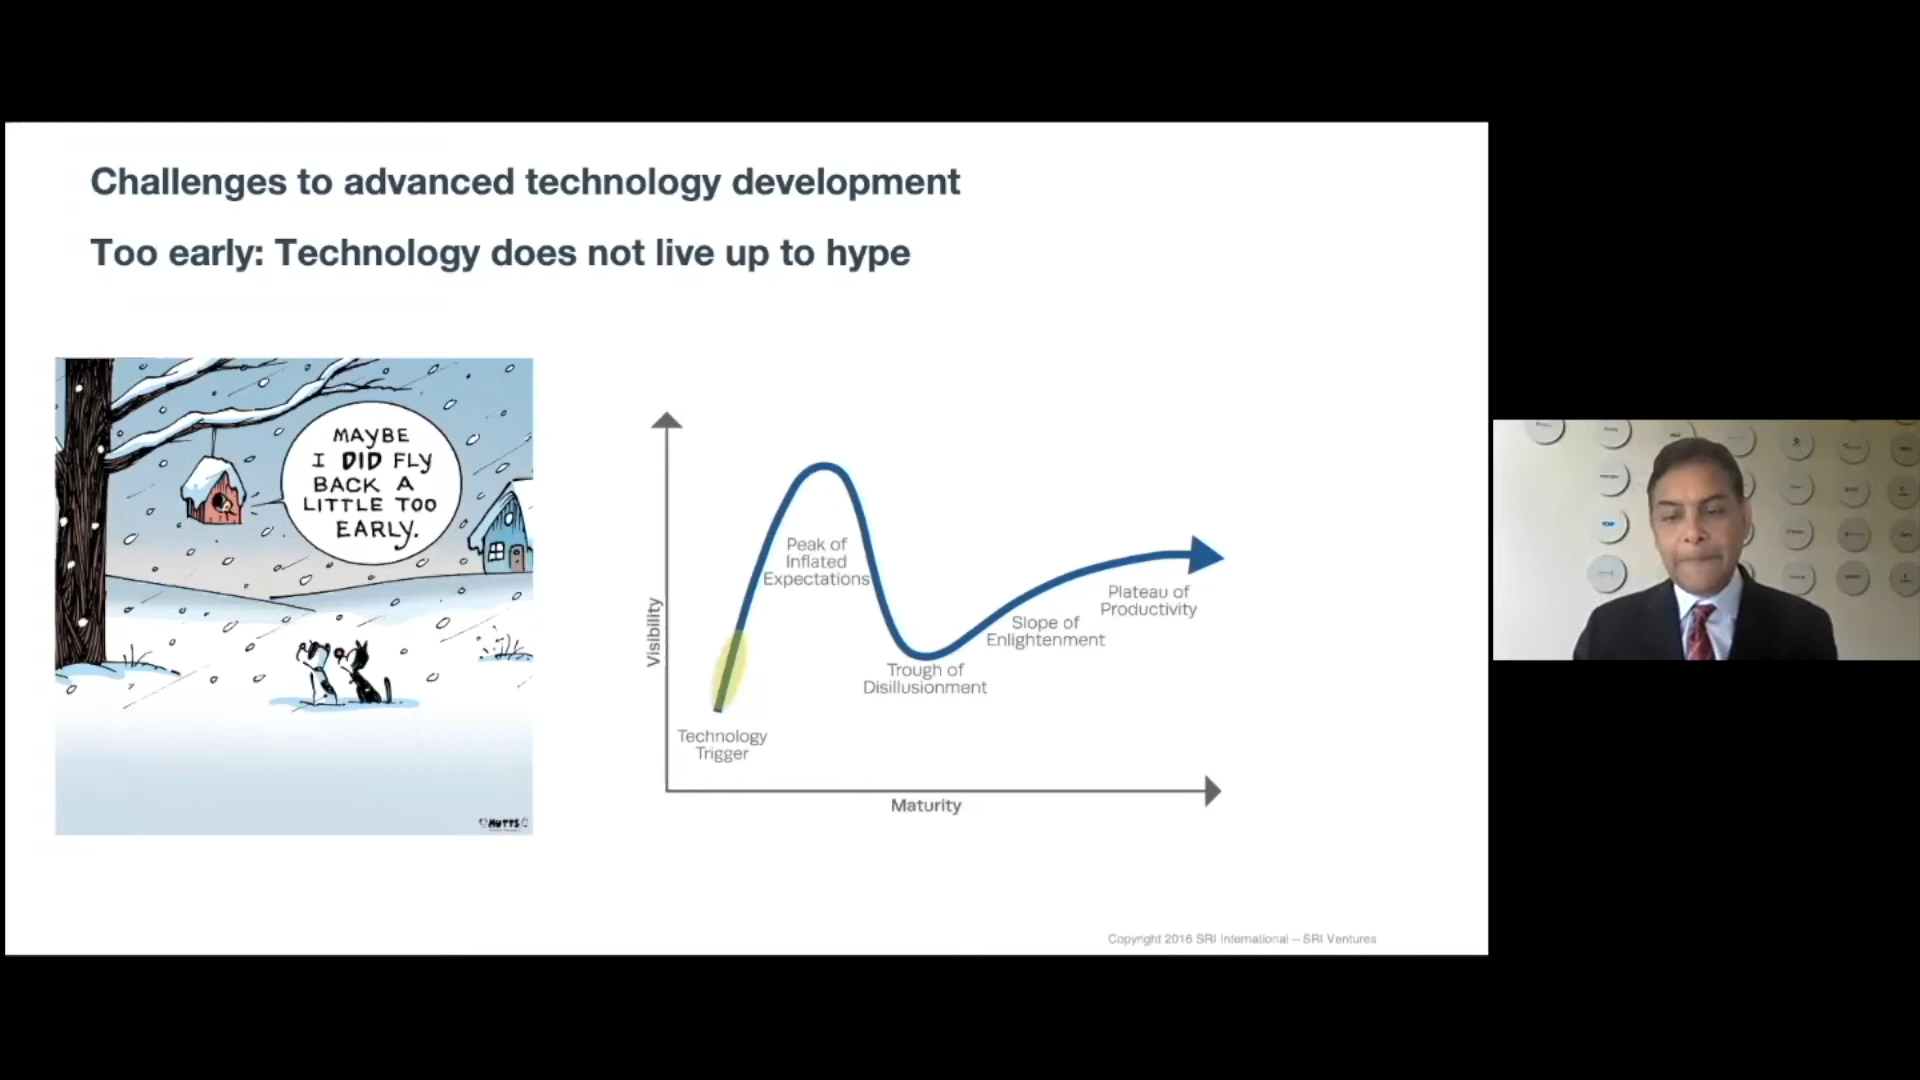 Challenges to advanced technology development
Too early: Technology does not live up to hype
MAYBE
I DID FLY
BACK A
LITTLE TOO
EARLY.
MUTTS
Visibility
Peak of
Inflated
Expectations
Technology
Trigger
Trough of
Disillusionment
Slope of
Enlightenment
Plateau of
Productivity
Maturity
Copyright 2016 SRI International – SRI Ventures